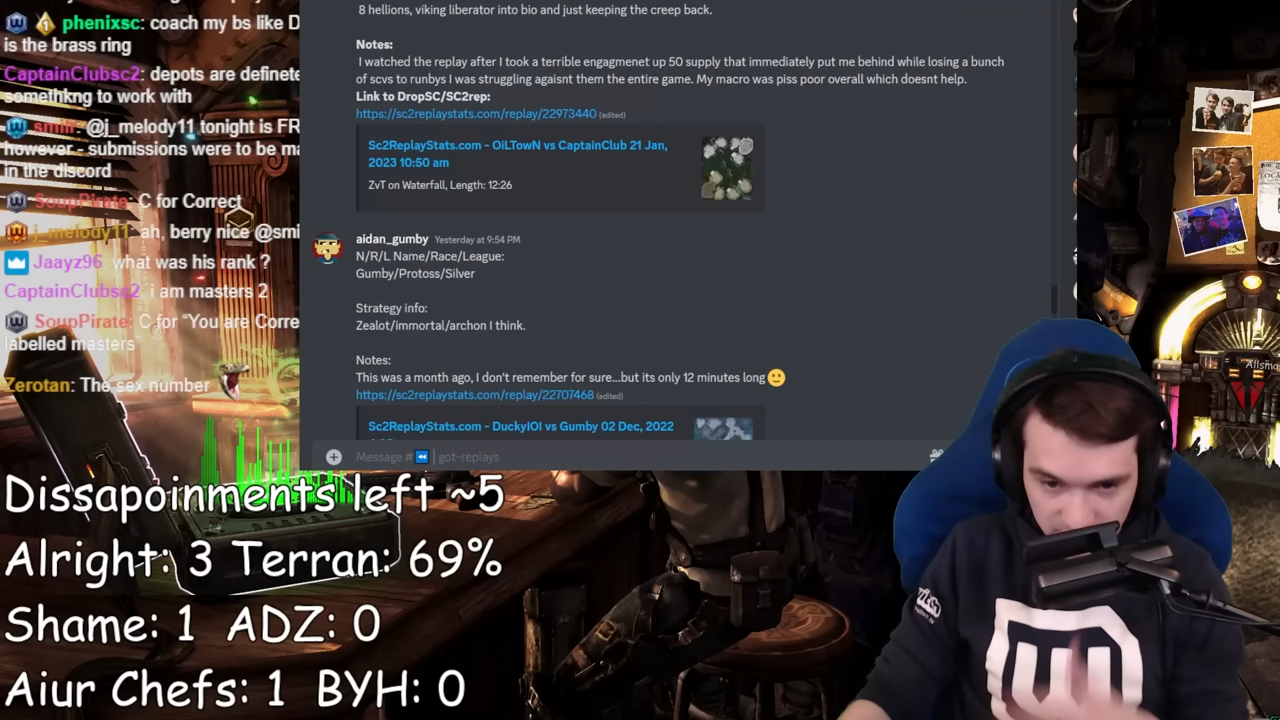 phenixsc: coach my bs like D
is the brass ring
CaptainClubsc2: depots are definete
somethkng to work with
smilf: @j_melody11 tonight is FR
however - submissions were to be ma
in the discord
SoupPirate: C for Correct
j_melody11: ah, berry nice @smi
Jaayz96: what was his rank ?
CaptainClubsc2: i am masters 2
SoupPirate: C for “You are Corre
labelled masters
Zerotan: The sex number
8 hellions, viking liberator into bio and just keeping the creep back.
Notes:
I watched the replay after I took a terrible engagmenet up 50 supply that immediately put me behind while losing a bunch
of scvs to runbys I was struggling agaisnt them the entire game. My macro was piss poor overall which doesnt help.
Link to DropSC/SC2rep:
https://sc2replaystats.com/replay/22973440 (edited)
Sc2ReplayStats.com - OiLTowN vs CaptainClub 21 Jan,
2023 10:50 am
ZvT on Waterfall, Length: 12:26
aidan_gumby Yesterday at 9:54 PM
N/R/L Name/Race/League:
Gumby/Protoss/Silver
Strategy info:
Zealot/immortal/archon I think.
Notes:
This was a month ago, I don't remember for sure...but its only 12 minutes long
https://sc2replaystats.com/replay/22707468 (edited)
Sc2ReplayStats.com - DuckyIOI vs Gumby 02 Dec, 2022
Message # | got-replays
Dissapoinments left ~5
Alright: 3 Terran: 69%
Shame: 1 ADZ: 0
Aiur Chefs: 1 BYH: 0